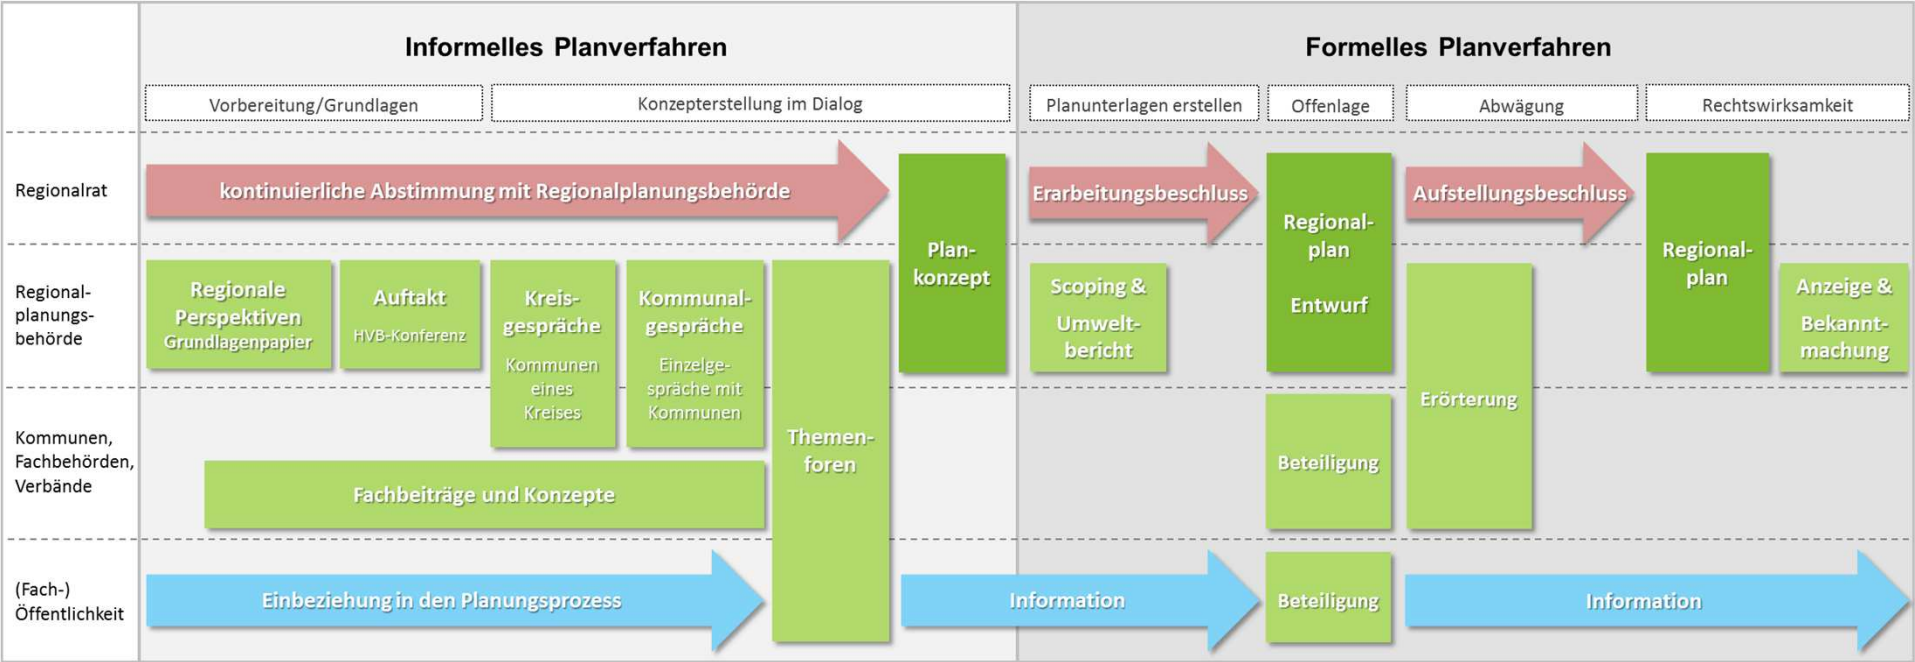 Informelles Planverfahren
Formelles Planverfahren
Vorbereitung/Grundlagen
Konzepterstellung im Dialog
Planunterlagen erstellen
Offenlage
Abwägung
Rechtswirksamkeit
Regionalrat
kontinuierliche Abstimmung mit Regionalplanungsbehörde
Plan-
konzept
Erarbeitungsbeschluss
Regional-
plan
Entwurf
Aufstellungsbeschluss
Regional-
plan
Regional-
planungs-
behörde
Regionale
Perspektiven
Grundlagenpapier
Auftakt
HVB-Konferenz
Kreis-
gespräche
Kommunen
eines
Kreises
Kommunal-
gespräche
Einzelge-
spräche mit
Kommunen
Themen-
foren
Scoping &
Umwelt-
bericht
Erörterung
Anzeige &
Bekannt-
machung
Kommunen,
Fachbehörden,
Verbände
Fachbeiträge und Konzepte
Beteiligung
(Fach-)
Öffentlichkeit
Einbeziehung in den Planungsprozess
Information
Beteiligung
Information